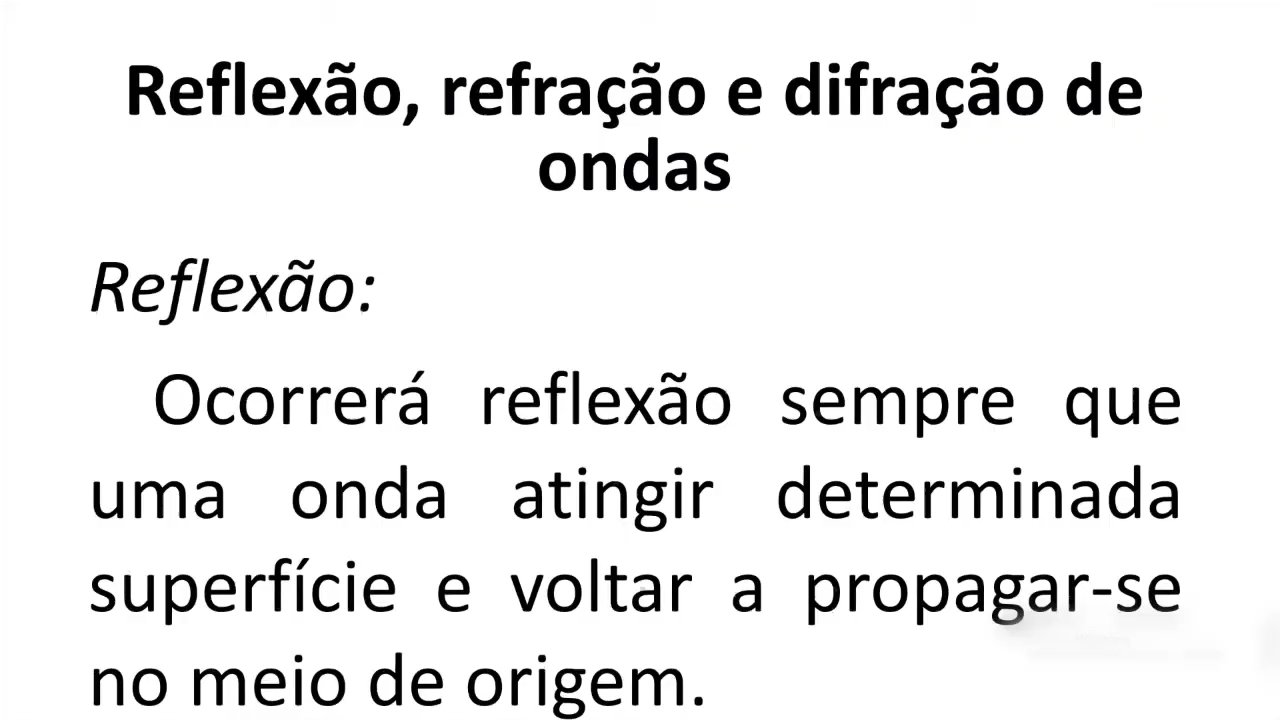 Reflexão, refração e difração de
ondas
Reflexão:
Ocorrerá reflexão sempre que
uma onda atingir determinada
superfície e voltar a propagar-se
no meio de origem.